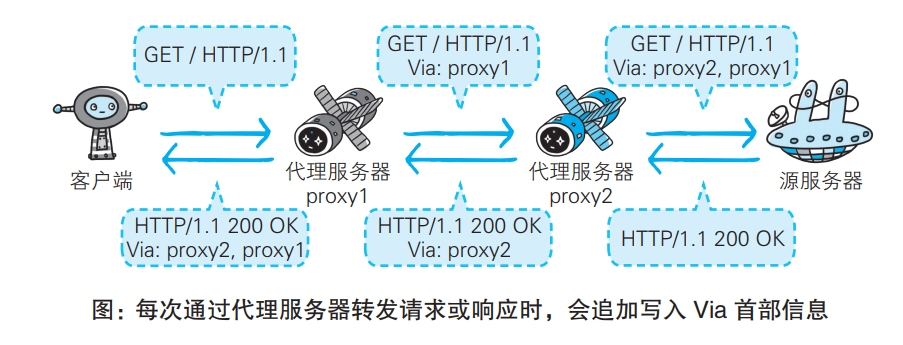 GET / HTTP/1.1
GET / HTTP/1.1
Via: proxy1
GET / HTTP/1.1
Via: proxy2, proxy1
客户端
代理服务器
proxy1
代理服务器
proxy2
源服务器
HTTP/1.1 200 OK
Via: proxy2, proxy1
HTTP/1.1 200 OK
Via: proxy2
HTTP/1.1 200 OK
图：每次通过代理服务器转发请求或响应时，会追加写入 Via 首部信息